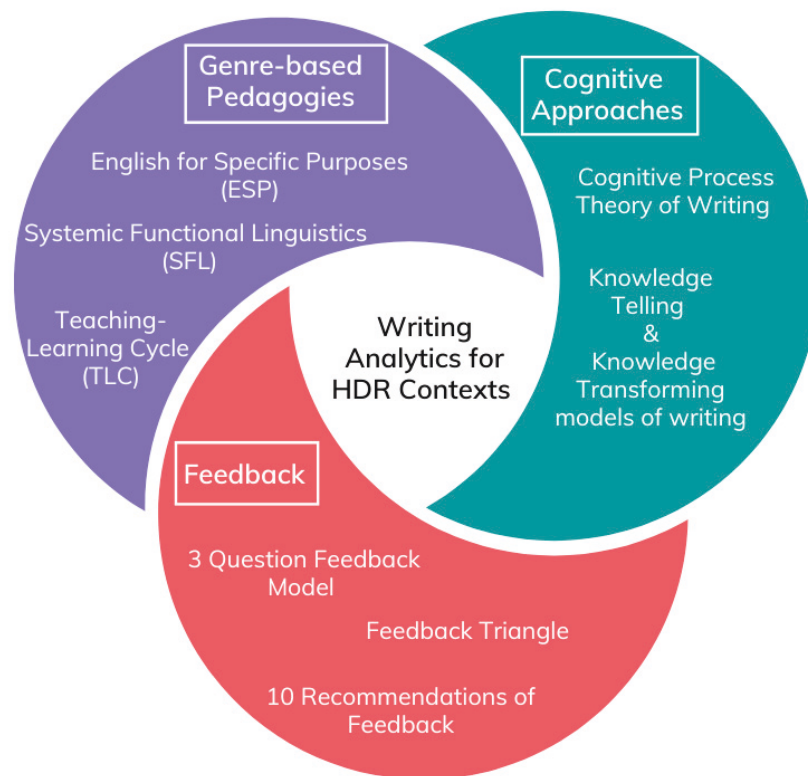 Genre-based
Pedagogies
English for Specific Purposes
(ESP)
Systemic Functional Linguistics
(SFL)
Teaching-
Learning Cycle
(TLC)
Cognitive
Approaches
Cognitive Process
Theory of Writing
Knowledge
Telling
&
Knowledge
Transforming
models of writing
Writing
Analytics for
HDR Contexts
Feedback
3 Question Feedback
Model
Feedback Triangle
10 Recommendations of
Feedback